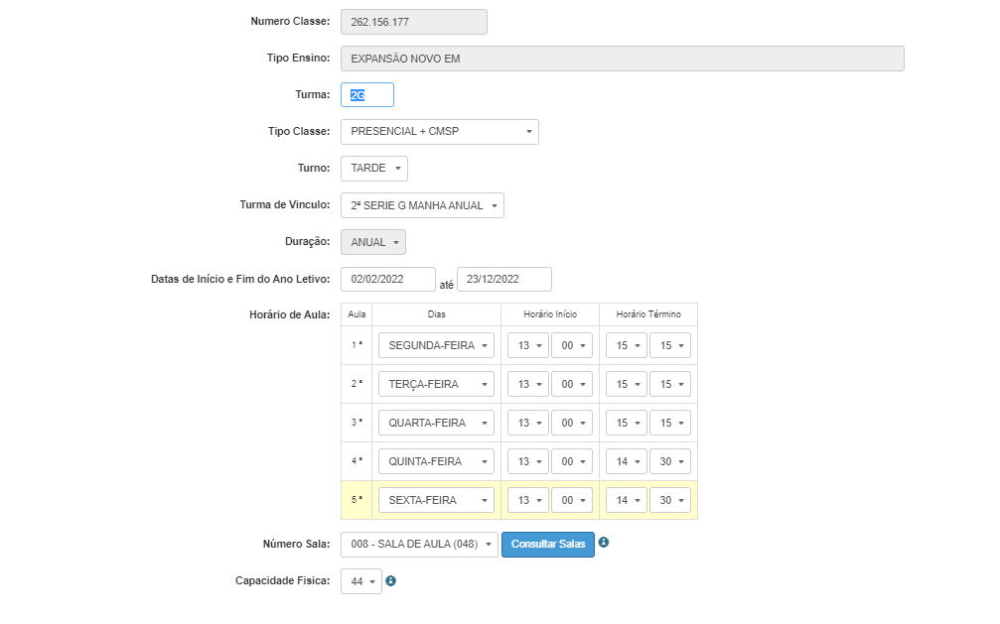 Numero Classe: 262.156.177
Tipo Ensino: EXPANSÃO NOVO EM
Turma: 2G
Tipo Classe: PRESENCIAL + CMSP
Turno: TARDE
Turma de Vinculo: 2ª SERIE G MANHA ANUAL
Duração: ANUAL
Datas de Início e Fim do Ano Letivo: 02/02/2022 até 23/12/2022
Horário de Aula: Aula Dias Horário Início Horário Término
1 ª SEGUNDA-FEIRA 13 00 15 15
2 ª TERÇA-FEIRA 13 00 15 15
3 ª QUARTA-FEIRA 13 00 15 15
4 ª QUINTA-FEIRA 13 00 14 30
5 ª SEXTA-FEIRA 13 00 14 30
Número Sala: 008 - SALA DE AULA (048) Consultar Salas
Capacidade Fisica: 44